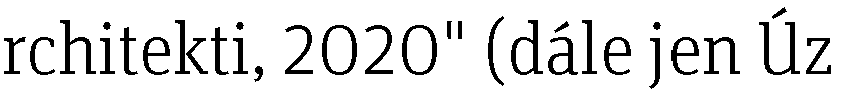 rchitekti, 2020" (dále jen Úz